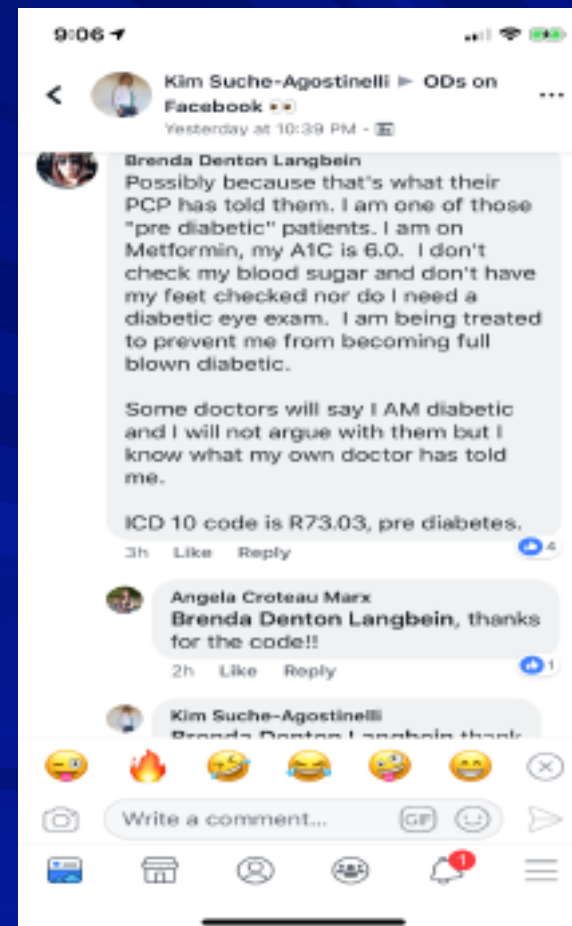 9:06
Kim Suche-Agostinelli ▶ ODs on
Facebook 👀
Yesterday at 10:39 PM ·
Brenda Denton Langbein
Possibly because that's what their
PCP has told them. I am one of those
"pre diabetic" patients. I am on
Metformin, my A1C is 6.0.  I don't
check my blood sugar and don't have
my feet checked nor do I need a
diabetic eye exam.  I am being treated
to prevent me from becoming full
blown diabetic.
Some doctors will say I AM diabetic
and I will not argue with them but I
know what my own doctor has told
me.
ICD 10 code is R73.03, pre diabetes.
3h Like Reply 4
Angela Croteau Marx
Brenda Denton Langbein, thanks
for the code!!
2h Like Reply 1
Kim Suche-Agostinelli
Brenda Denton Langbein thank
Write a comment... GIF
1